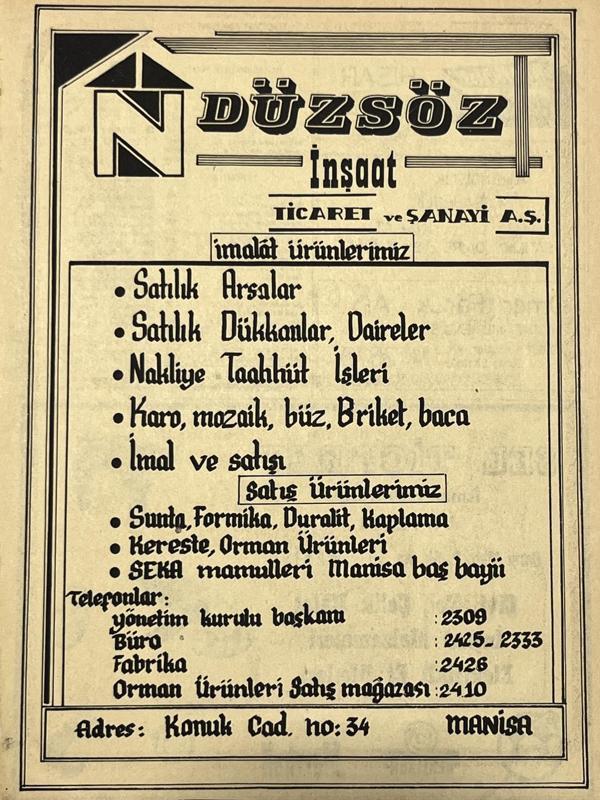 DÜZSÖZ
İnşaat
TİCARET ve ŞANAYİ A.Ş.
imalât ürünlerimiz
• Satılık Arsalar
• Satılık Dükkanlar, Daireler
• Nakliye Taahhüt İşleri
• Karo, mozaik, büz, Briket, baca
• İmal ve satışı
Satış Ürünlerimiz
• Sunta, Formika, Duralit, Kaplama
• Kereste, Orman Ürünleri
• SEKA mamulleri Manisa baş bayii
Telefonlar:
yönetim kurulu başkanı : 2309
Büro : 2425_2333
Fabrika : 2426
Orman Ürünleri Satış mağazası : 2410
Adres: Konuk Cad. no: 34 MANİSA